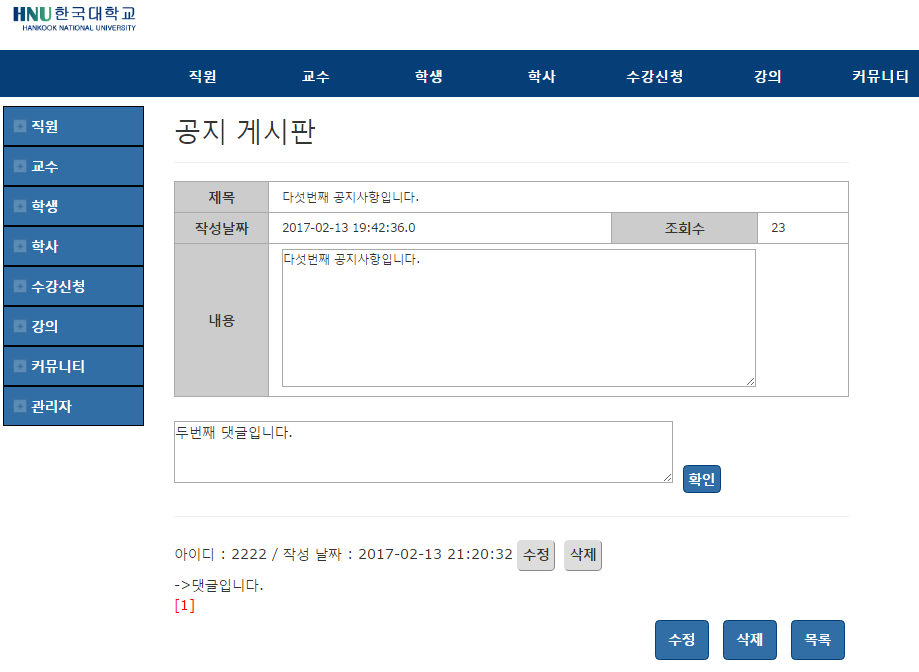 HNU한국대학교
HANKOOK NATIONAL UNIVERSITY
직원 교수 학생 학사 수강신청 강의 커뮤니티
직원
교수
학생
학사
수강신청
강의
커뮤니티
관리자
공지 게시판
제목 다섯번째 공지사항입니다.
작성날짜 2017-02-13 19:42:36.0 조회수 23
내용 다섯번째 공지사항입니다.
두번째 댓글입니다.
확인
아이디 : 2222 / 작성 날짜 : 2017-02-13 21:20:32 수정 삭제
->댓글입니다.
[1]
수정 삭제 목록